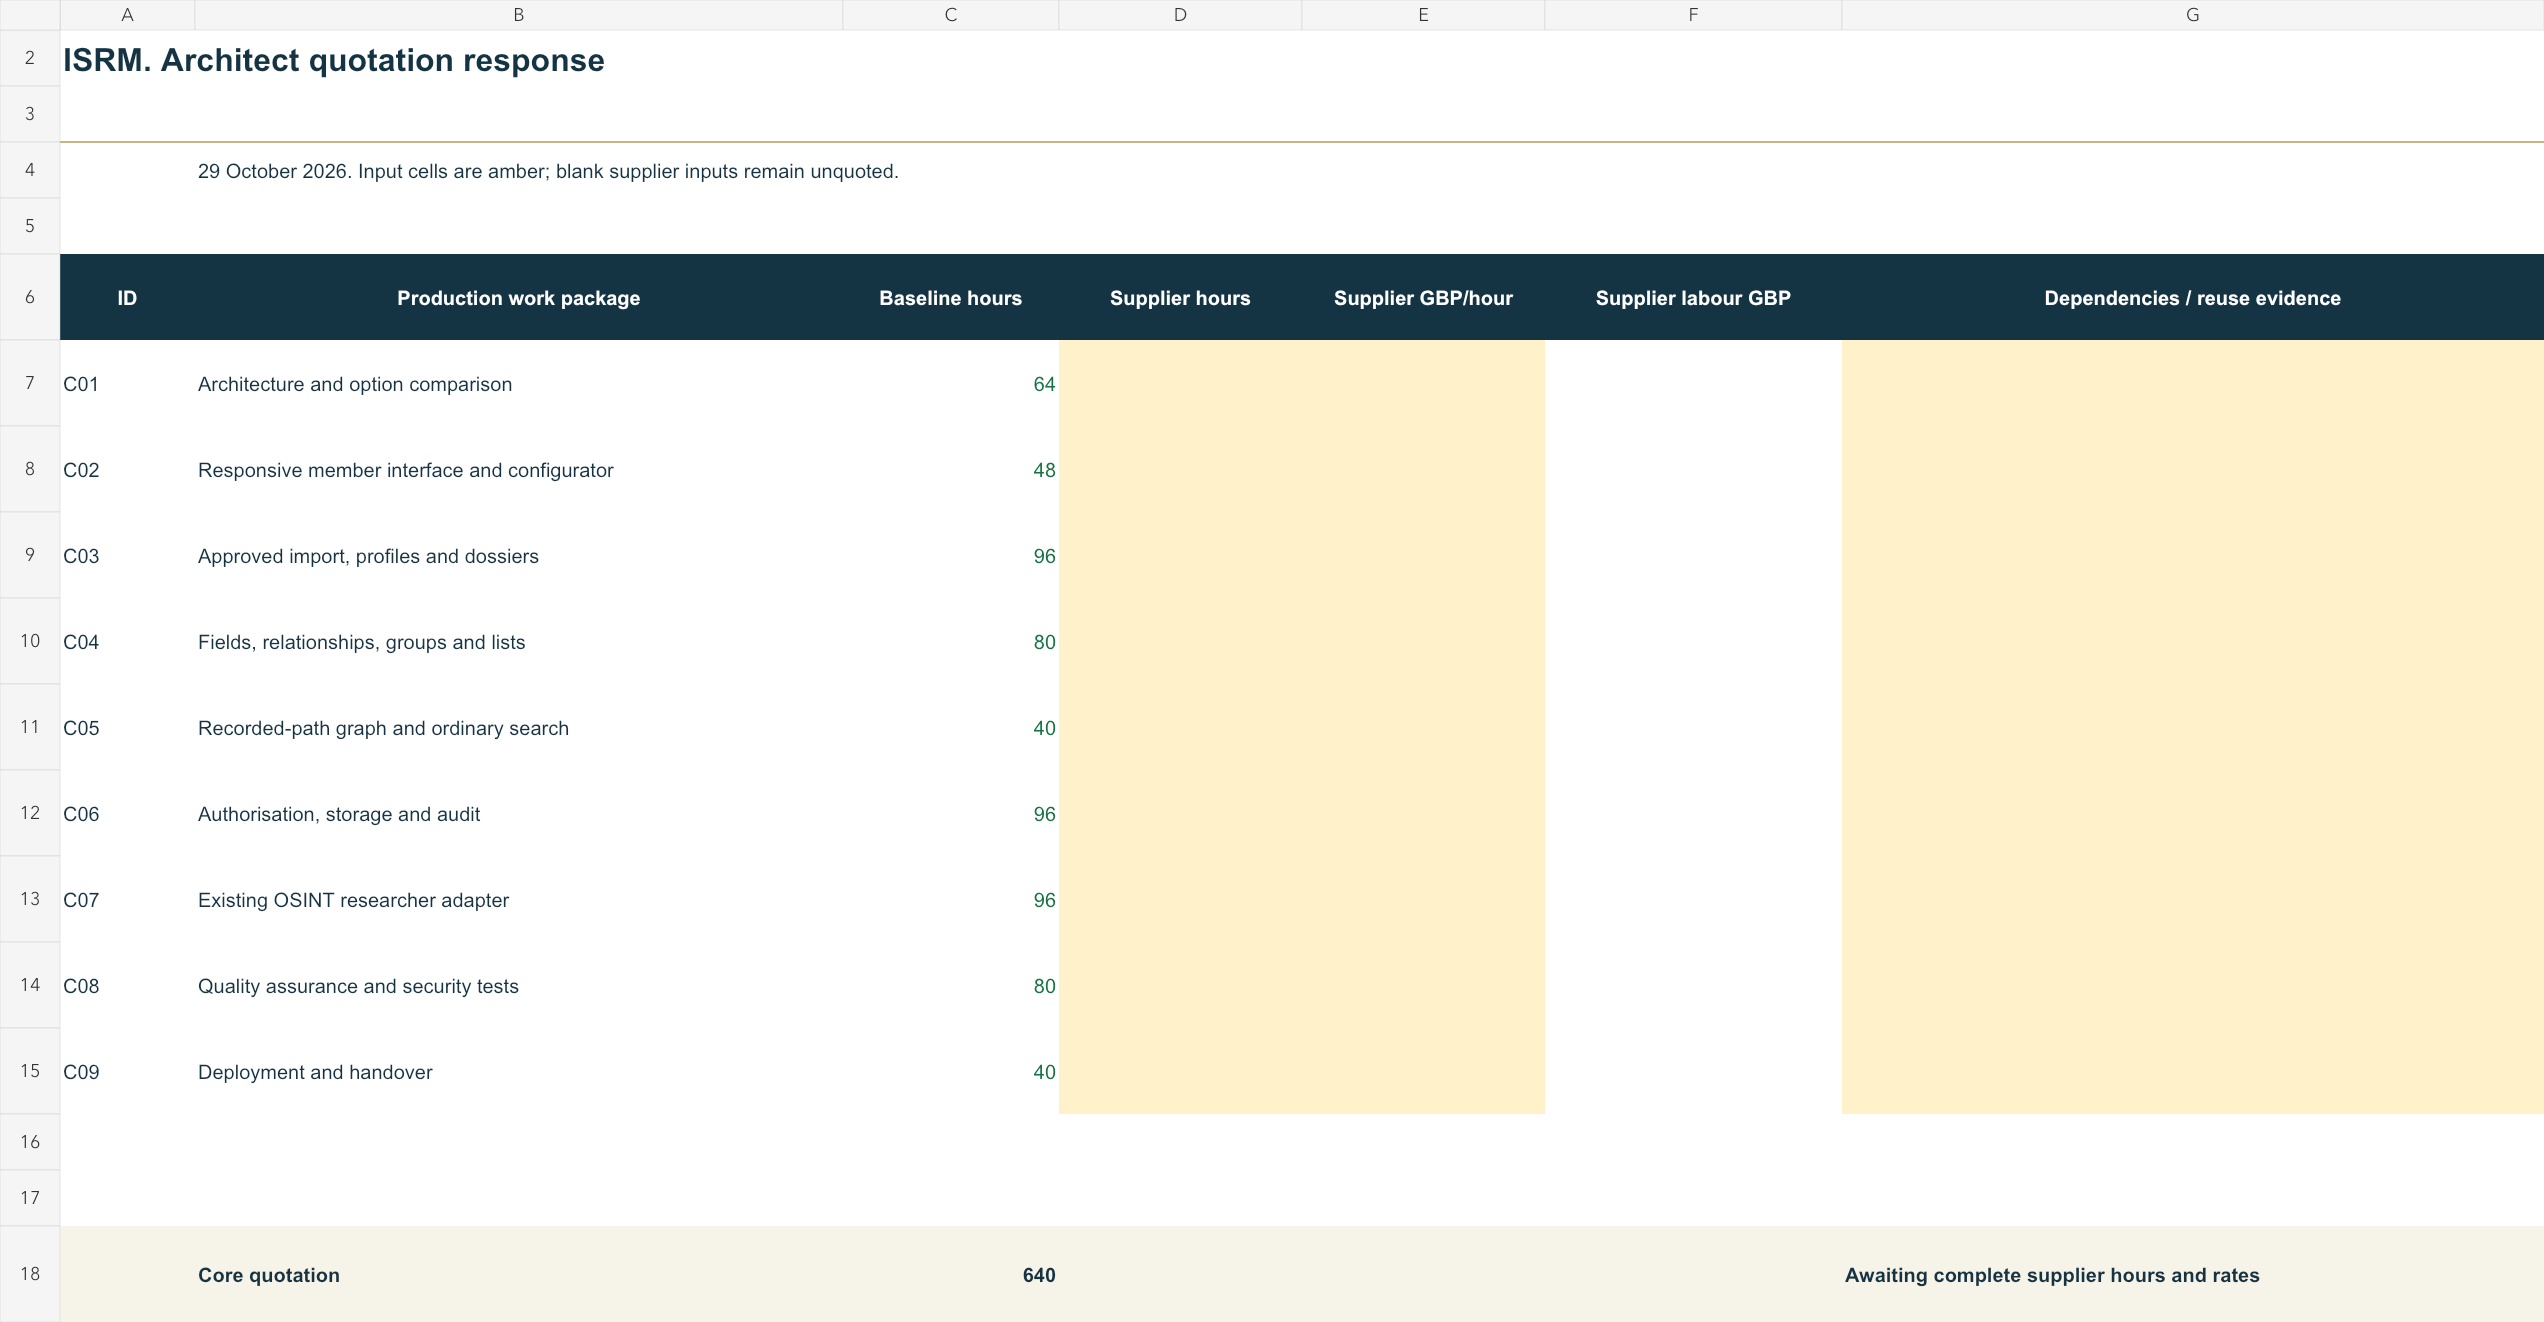 A B C D E F G
2 ISRM. Architect quotation response
3
4 29 October 2026. Input cells are amber; blank supplier inputs remain unquoted.
5
6 ID Production work package Baseline hours Supplier hours Supplier GBP/hour Supplier labour GBP Dependencies / reuse evidence
7 C01 Architecture and option comparison 64
8 C02 Responsive member interface and configurator 48
9 C03 Approved import, profiles and dossiers 96
10 C04 Fields, relationships, groups and lists 80
11 C05 Recorded-path graph and ordinary search 40
12 C06 Authorisation, storage and audit 96
13 C07 Existing OSINT researcher adapter 96
14 C08 Quality assurance and security tests 80
15 C09 Deployment and handover 40
16
17
18 Core quotation 640 Awaiting complete supplier hours and rates